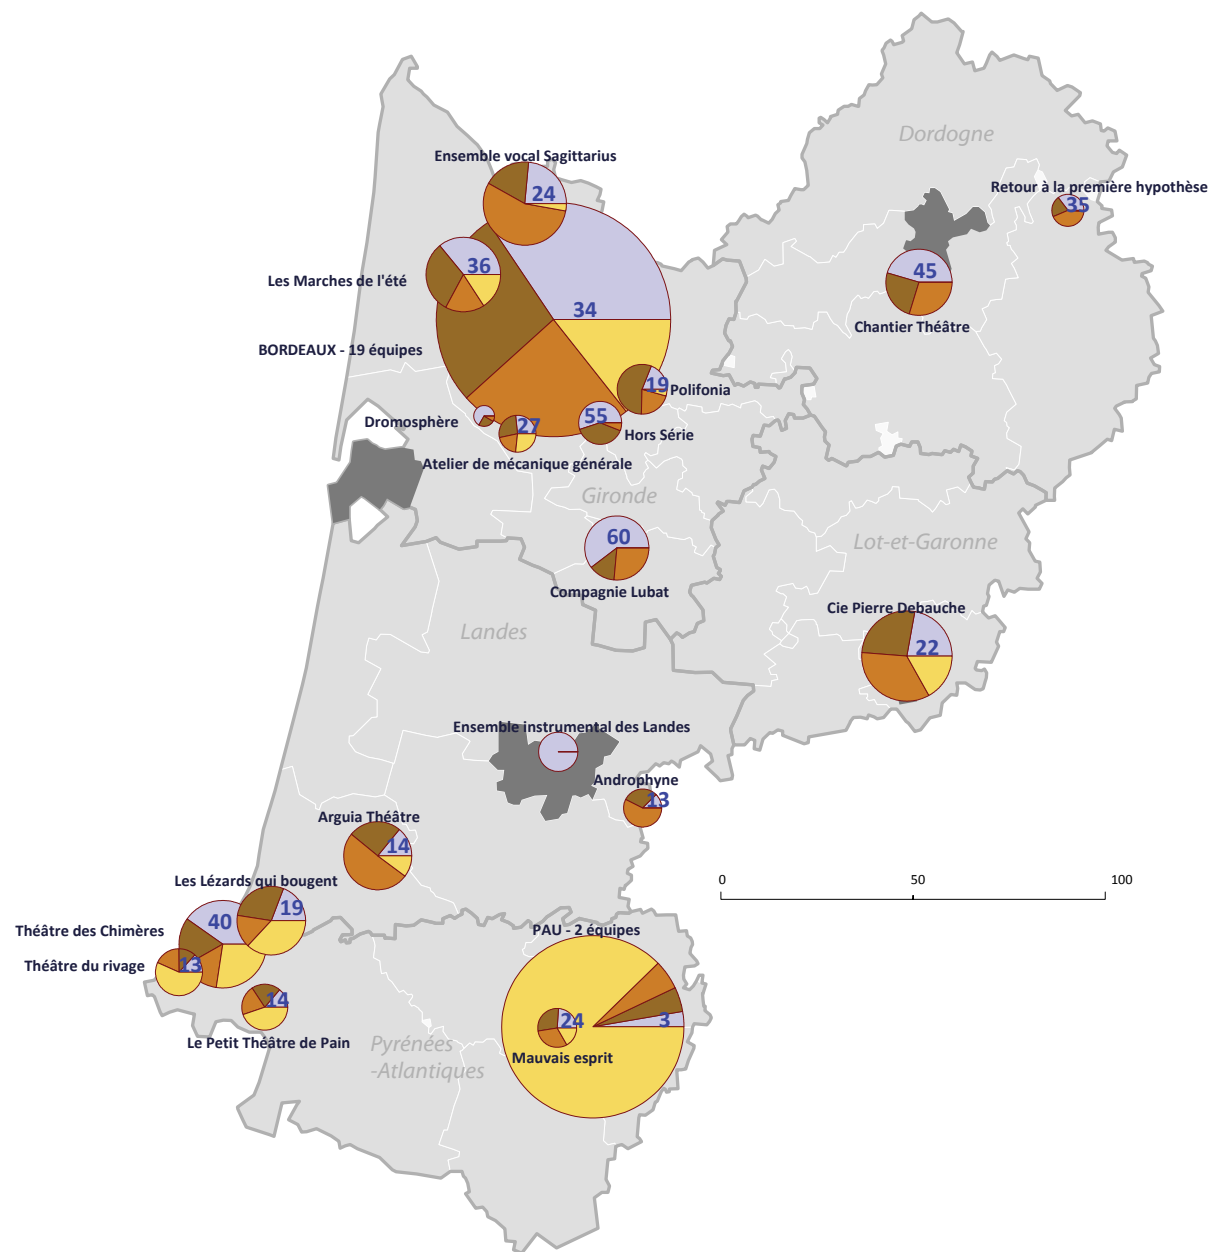 Dordogne
Ensemble vocal Sagittarius
24
Retour à la première hypothèse
35
36
Les Marches de l'été
45
34
Chantier Théâtre
BORDEAUX - 19 équipes
19
Polifonia
Dromosphère
27
55
Hors Série
Atelier de mécanique générale
Gironde
60
Lot-et-Garonne
Compagnie Lubat
Cie Pierre Debauche
Landes
22
Ensemble instrumental des Landes
Androphyne
13
Arguia Théâtre
14
Les Lézards qui bougent
0
50
100
19
40
Théâtre des Chimères
PAU - 2 équipes
Théâtre du rivage
13
14
24
3
Le Petit Théâtre de Pain
Mauvais esprit
Pyrénées
-Atlantiques